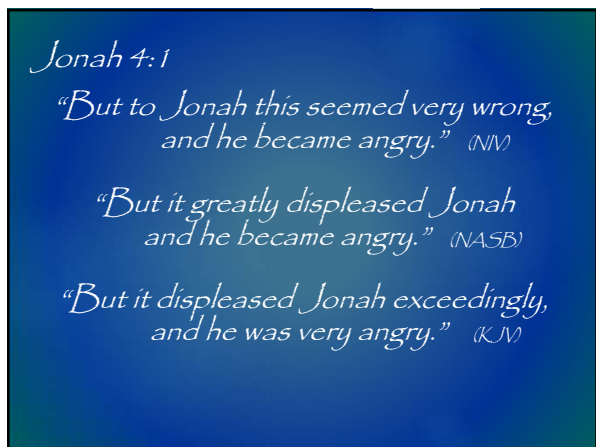 Jonah 4:1
“But to Jonah this seemed very wrong,
and he became angry.” (NIV)
“But it greatly displeased Jonah
and he became angry.” (NASB)
“But it displeased Jonah exceedingly,
and he was very angry.” (KJV)